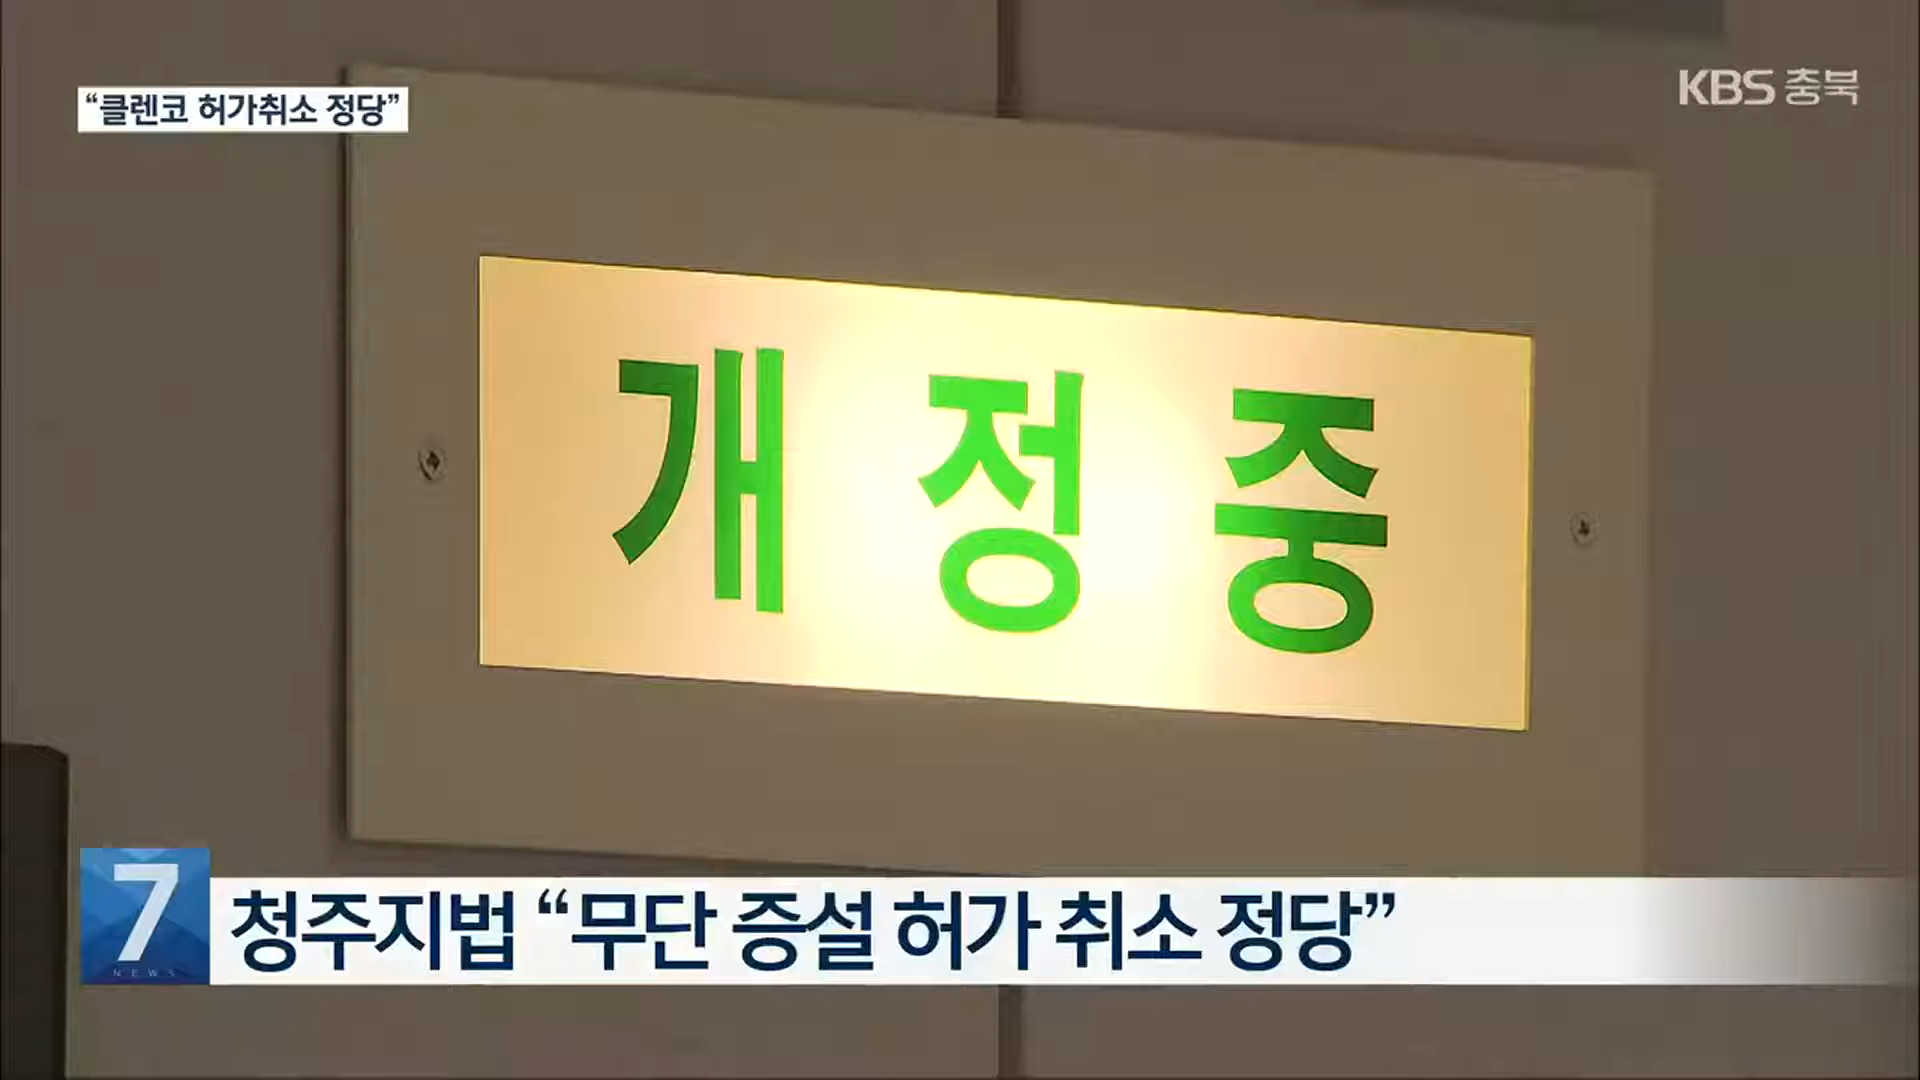 “클렌코 허가취소 정당”
KBS 충북
개정중
7
NEWS
청주지법 “무단 증설 허가 취소 정당”